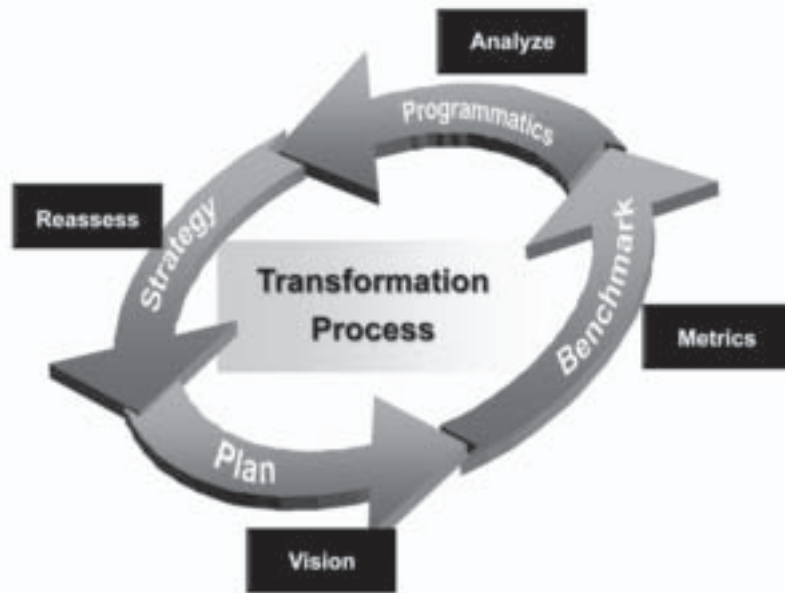 Analyze
Programmatics
Reassess
Strategy
Transformation
Process
Benchmark
Metrics
Plan
Vision